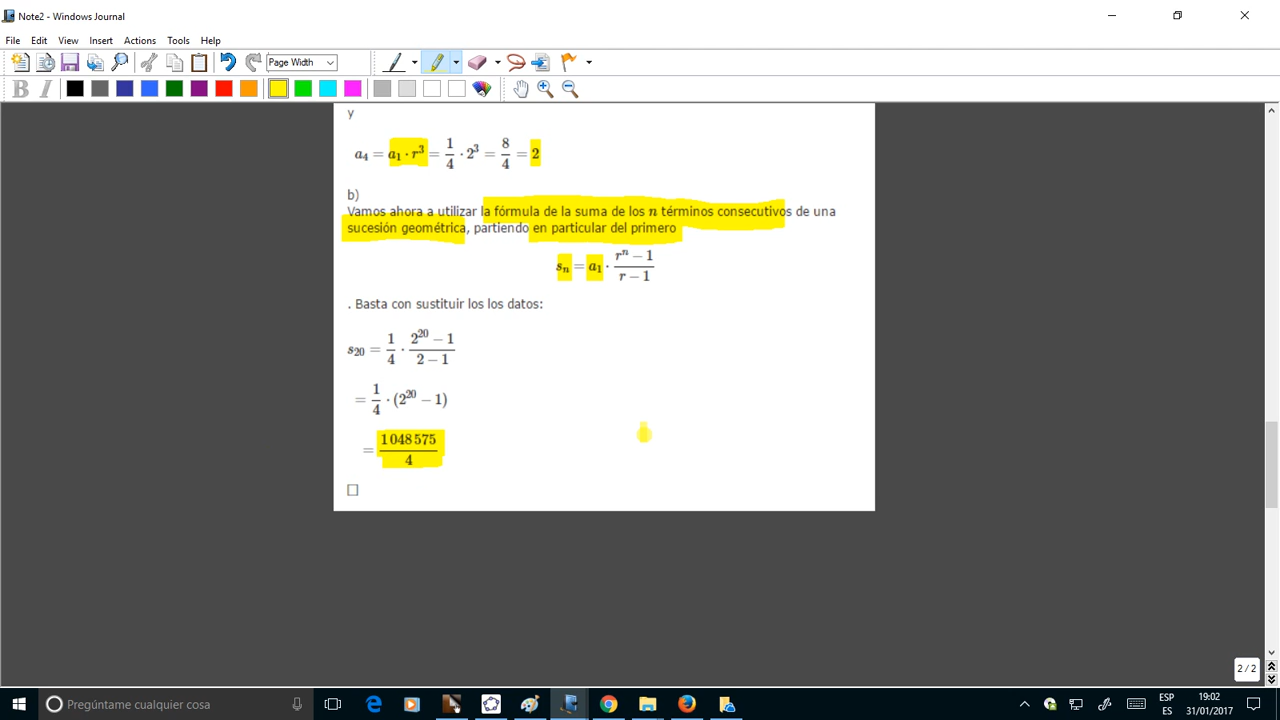 Note2 - Windows Journal
File Edit View Insert Actions Tools Help
Page Width
B I
y
a₄ = a₁ · r³ = 1/4 · 2³ = 8/4 = 2
b)
Vamos ahora a utilizar la fórmula de la suma de los n términos consecutivos de una
sucesión geométrica, partiendo en particular del primero
sₙ = a₁ · (rⁿ − 1)/(r − 1)
. Basta con sustituir los los datos:
s₂₀ = 1/4 · (2²⁰ − 1)/(2 − 1)
= 1/4 · (2²⁰ − 1)
= 1 048 575/4
□
2 / 2
Pregúntame cualquier cosa
ESP 19:02
ES 31/01/2017